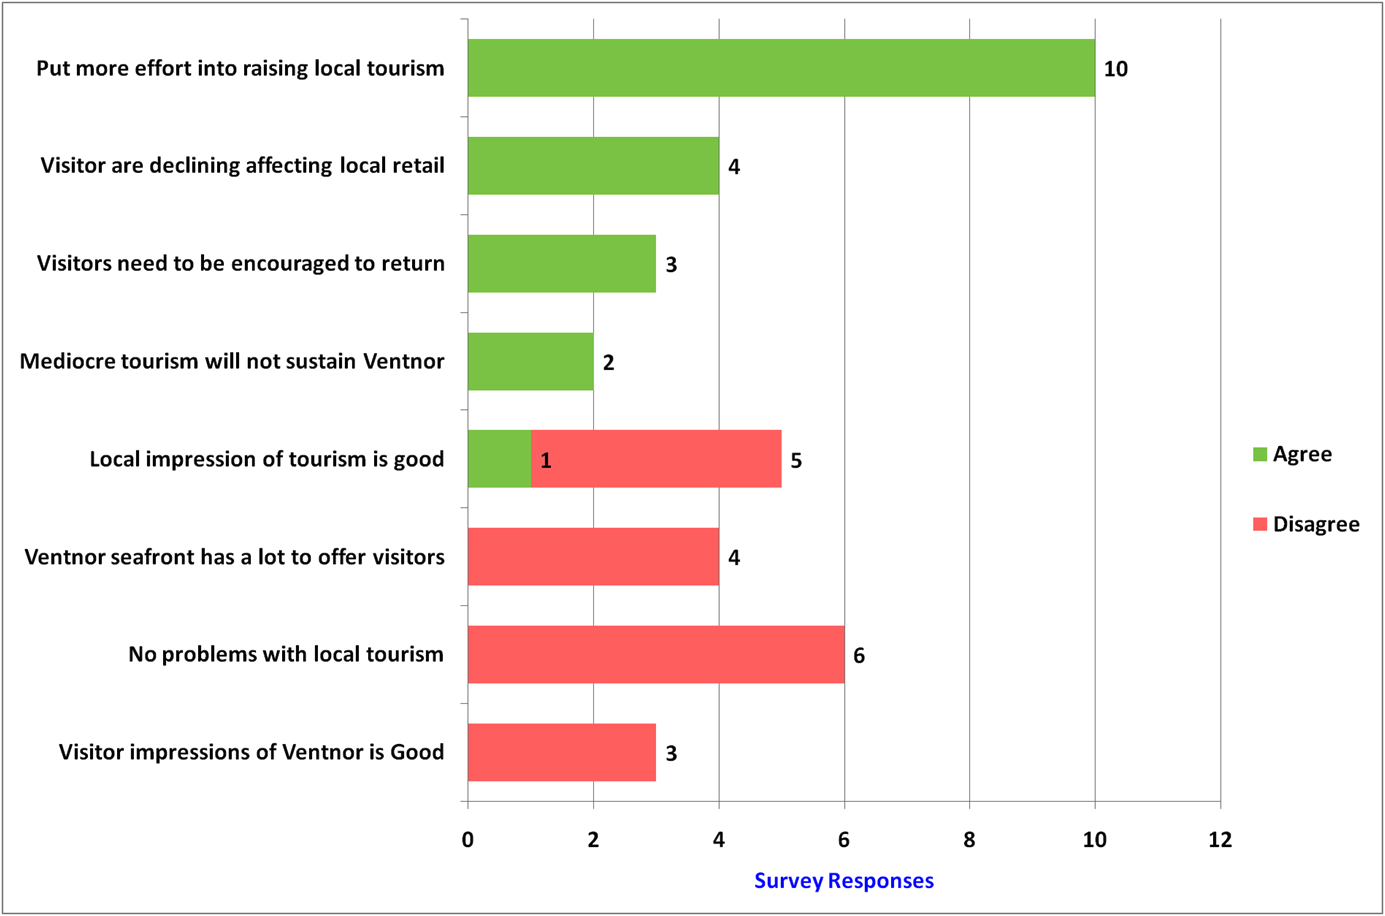 Put more effort into raising local tourism
10
Visitor are declining affecting local retail
4
Visitors need to be encouraged to return
3
Mediocre tourism will not sustain Ventnor
2
Local impression of tourism is good
1
5
Ventnor seafront has a lot to offer visitors
4
No problems with local tourism
6
Visitor impressions of Ventnor is Good
3
0 2 4 6 8 10 12
Survey Responses
Agree
Disagree